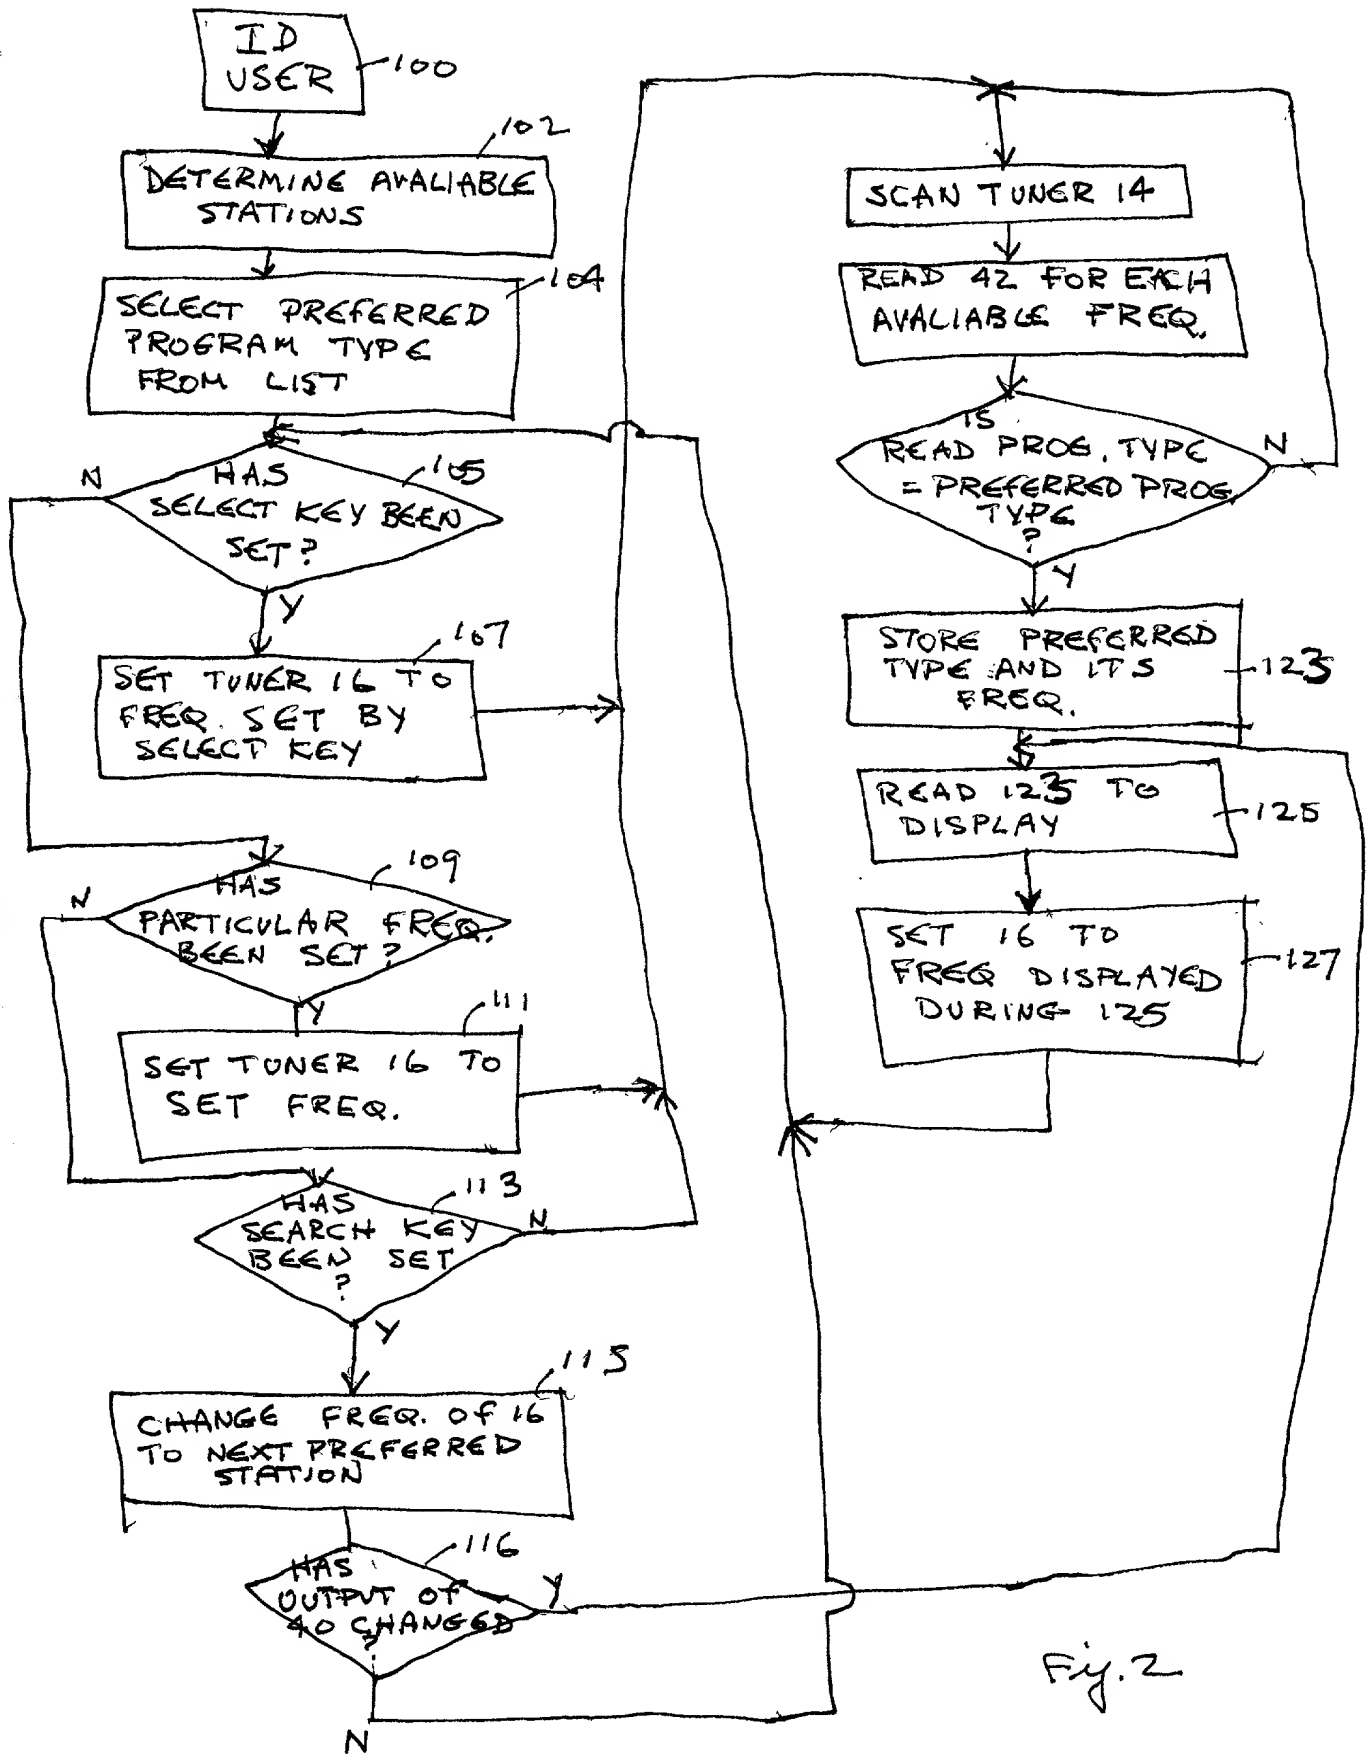 ID
USER
100
102
DETERMINE AVALIABLE
STATIONS
104
SELECT PREFERRED
PROGRAM TYPE
FROM LIST
N
105
HAS
SELECT KEY BEEN
SET?
Y
107
SET TUNER 16 TO
FREQ. SET BY
SELECT KEY
109
N
HAS
PARTICULAR FREQ.
BEEN SET?
Y
111
SET TUNER 16 TO
SET FREQ.
113
HAS
SEARCH KEY
BEEN SET
?
N
Y
115
CHANGE FREQ. OF 16
TO NEXT PREFERRED
STATION
116
HAS
OUTPUT OF
40 CHANGED
?
Y
N
SCAN TUNER 14
READ 42 FOR EACH
AVALIABLE FREQ.
IS
READ PROG. TYPE
= PREFERRED PROG.
TYPE
?
N
Y
STORE PREFERRED
TYPE AND ITS
FREQ.
123
READ 123 TO
DISPLAY
125
SET 16 TO
FREQ DISPLAYED
DURING 125
127
Fig. 2